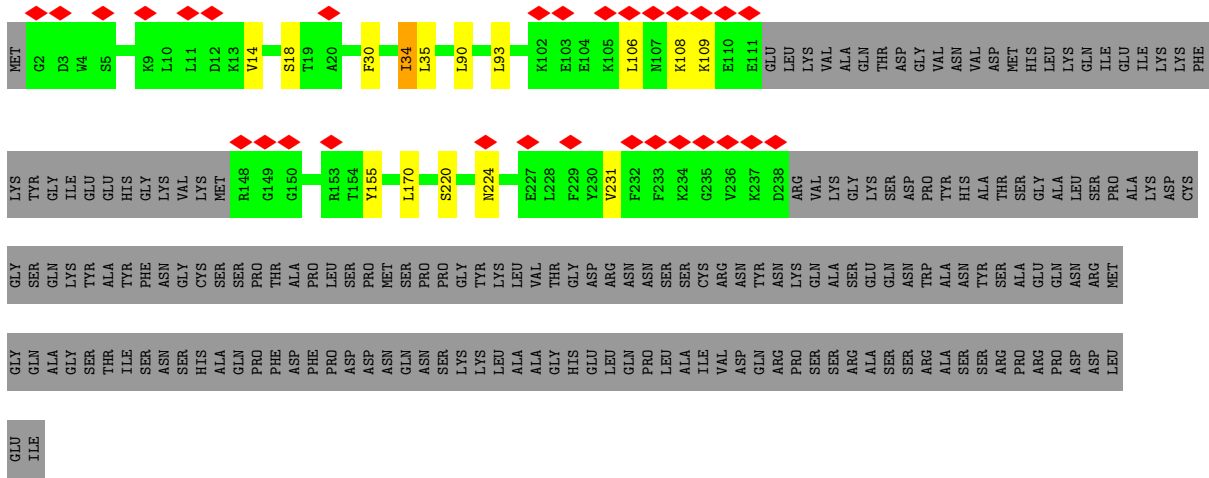 MET G2 D3 W4 S5 K9 L10 L11 D12 K13 V14 S18 T19 A20 F30 I34 L35 L90 L93 K102 E103 E104 K105 L106 N107 K108 K109 E110 E111 GLU LEU LYS VAL ALA GLN THR ASP GLY VAL ASN VAL ASP MET HIS LEU LYS GLN ILE GLU ILE LYS LYS PHE
LYS TYR GLY ILE GLU GLU HIS GLY LYS VAL LYS MET R148 G149 G150 R153 T154 Y155 L170 S220 N224 E227 L228 F229 Y230 V231 F232 F233 K234 G235 V236 K237 D238 ARG VAL LYS GLY LYS SER ASP PRO TYR HIS ALA THR SER GLY ALA LEU SER PRO ALA LYS ASP CYS
GLY SER GLN LYS TYR ALA TYR PHE ASN GLY CYS SER SER PRO THR ALA PRO LEU SER PRO MET SER PRO PRO GLY TYR LYS LEU VAL THR GLY ASP ARG ASN ASN SER SER CYS ARG ASN TYR ASN LYS GLN ALA SER GLU GLN ASN TRP ALA ASN TYR SER ALA GLU GLN ASN ARG MET
GLY GLN ALA GLY SER THR ILE SER ASN SER HIS ALA GLN PRO PHE ASP PHE PRO ASP ASP ASN GLN ASN SER LYS LYS LEU ALA ALA GLY HIS GLU LEU GLN PRO LEU ALA ILE VAL ASP GLN ARG PRO SER SER ARG ALA SER SER ARG ALA SER SER ARG PRO ARG PRO ASP ASP LEU
GLU ILE